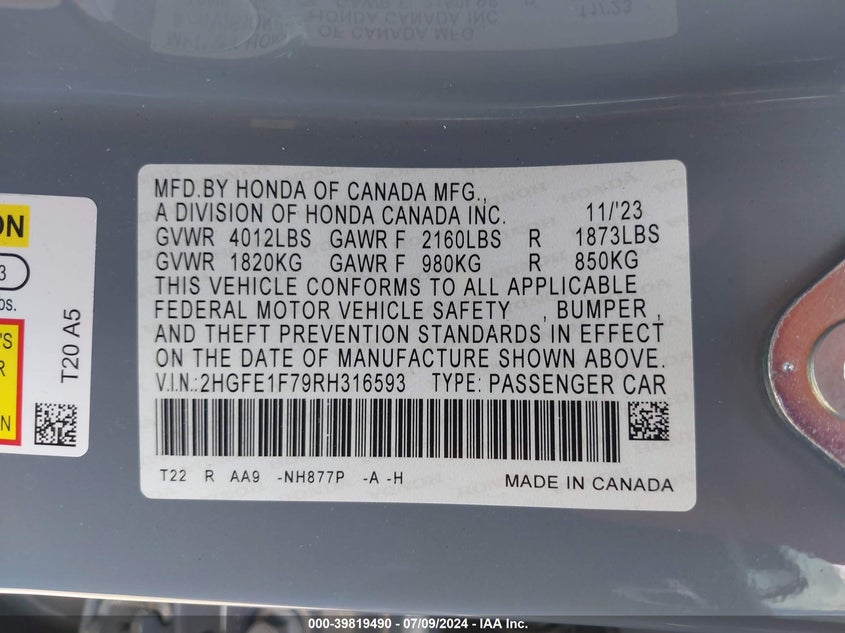 MFD.BY HONDA OF CANADA MFG.,
A DIVISION OF HONDA CANADA INC. 11/'23
GVWR 4012LBS GAWR F 2160LBS R 1873LBS
GVWR 1820KG GAWR F 980KG R 850KG
THIS VEHICLE CONFORMS TO ALL APPLICABLE
FEDERAL MOTOR VEHICLE SAFETY , BUMPER ,
AND THEFT PREVENTION STANDARDS IN EFFECT
ON THE DATE OF MANUFACTURE SHOWN ABOVE.
V.I.N.:2HGFE1F79RH316593 TYPE: PASSENGER CAR
T22 R AA9 -NH877P -A -H
MADE IN CANADA
ON
3
OS.
'S
R
N
T20 A5
000-39819490 - 07/09/2024 - IAA Inc.